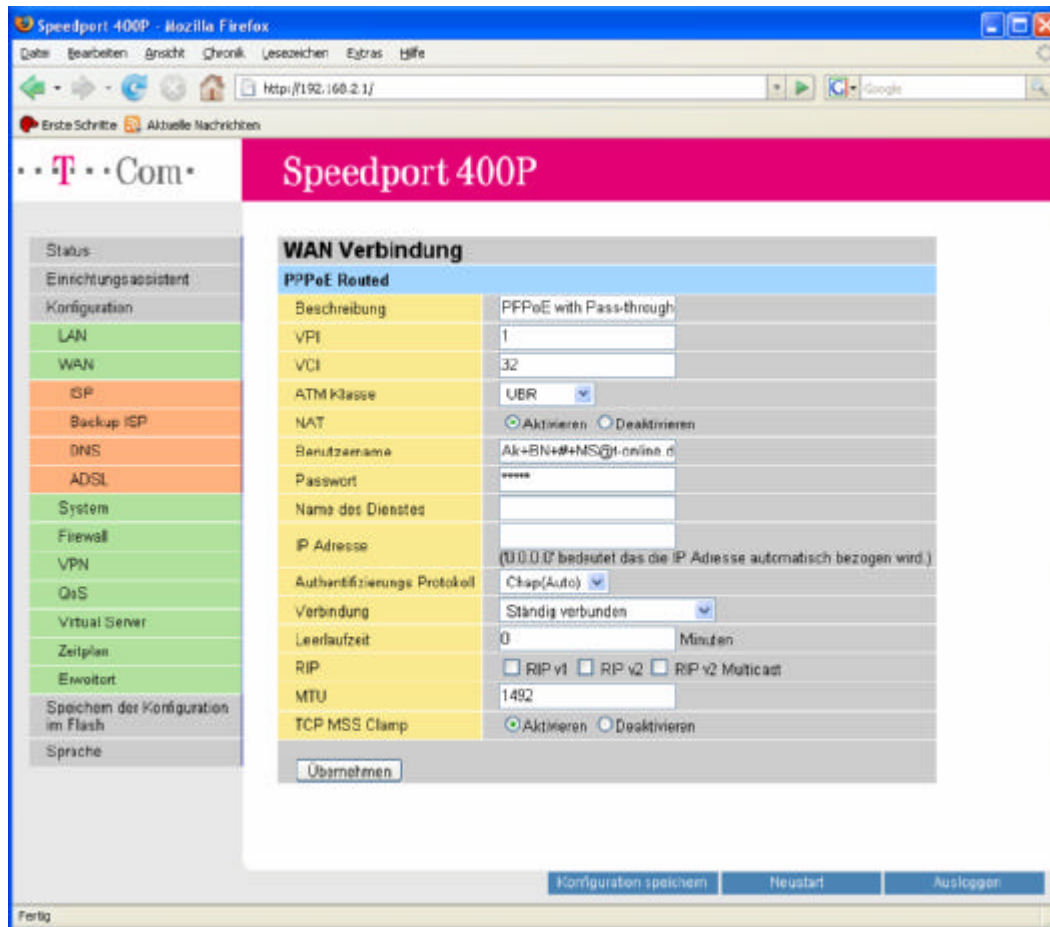 Speedport 400P - Mozilla Firefox
Datei Bearbeiten Ansicht Chronik Lesezeichen Extras Hilfe
http://192.168.2.1/
Google
Erste Schritte Aktuelle Nachrichten
··T··Com·
Speedport 400P
Status
Einrichtungsassistent
Konfiguration
LAN
WAN
ISP
Backup ISP
DNS
ADSL
System
Firewall
VPN
QoS
Virtual Server
Zeitplan
Erweitert
Speichern der Konfiguration
im Flash
Sprache
WAN Verbindung
PPPoE Routed
Beschreibung PPPoE with Pass-through
VPI 1
VCI 32
ATM Klasse UBR
NAT Aktivieren Deaktivieren
Benutzername Ak+BN+#+MS@t-online.d
Passwort *****
Name des Dienstes
IP Adresse
('0.0.0.0' bedeutet das die IP Adresse automatisch bezogen wird.)
Authentifizierungs Protokoll Chap(Auto)
Verbindung Ständig verbunden
Leerlaufzeit 0 Minuten
RIP RIP v1 RIP v2 RIP v2 Multicast
MTU 1492
TCP MSS Clamp Aktivieren Deaktivieren
Übernehmen
Konfiguration speichern Neustart Ausloggen
Fertig